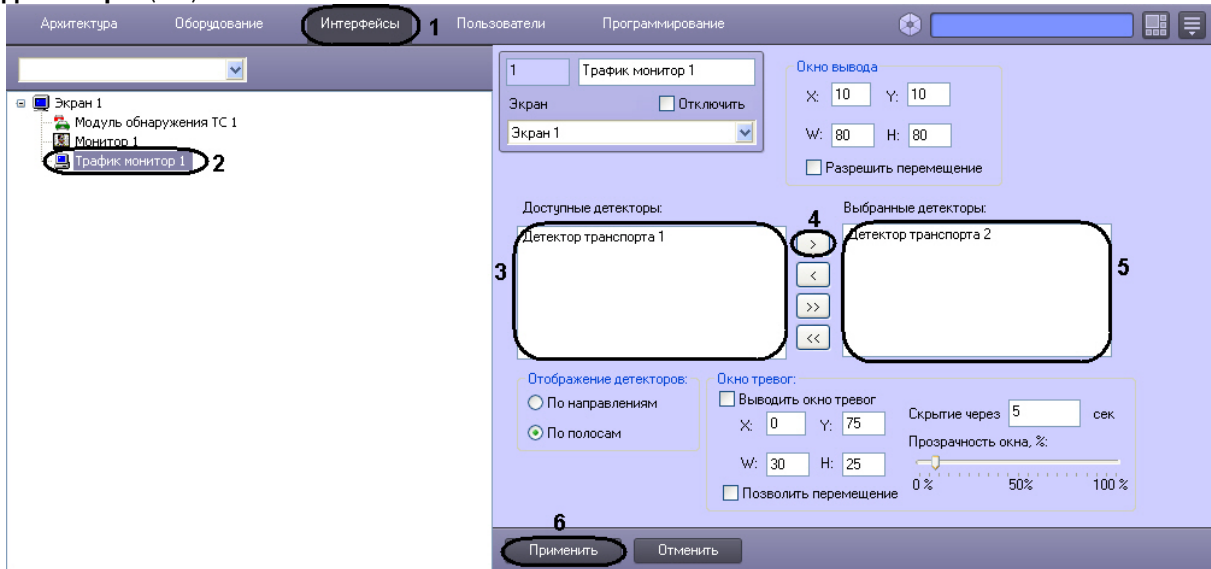 Архитектура Оборудование Интерфейсы 1 Пользователи Программирование
1 Трафик монитор 1
Экран Отключить
Экран 1
Окно вывода
X: 10 Y: 10
W: 80 H: 80
Разрешить перемещение
Экран 1
Модуль обнаружения ТС 1
Монитор 1
Трафик монитор 1 2
Доступные детекторы:
3 Детектор транспорта 1
4
>
<
>>
<<
Выбранные детекторы:
Детектор транспорта 2 5
Отображение детекторов:
По направлениям
По полосам
Окно тревог:
Выводить окно тревог
X: 0 Y: 75
W: 30 H: 25
Позволить перемещение
Скрытие через 5 сек
Прозрачность окна, %:
0 % 50% 100 %
6
Применить Отменить